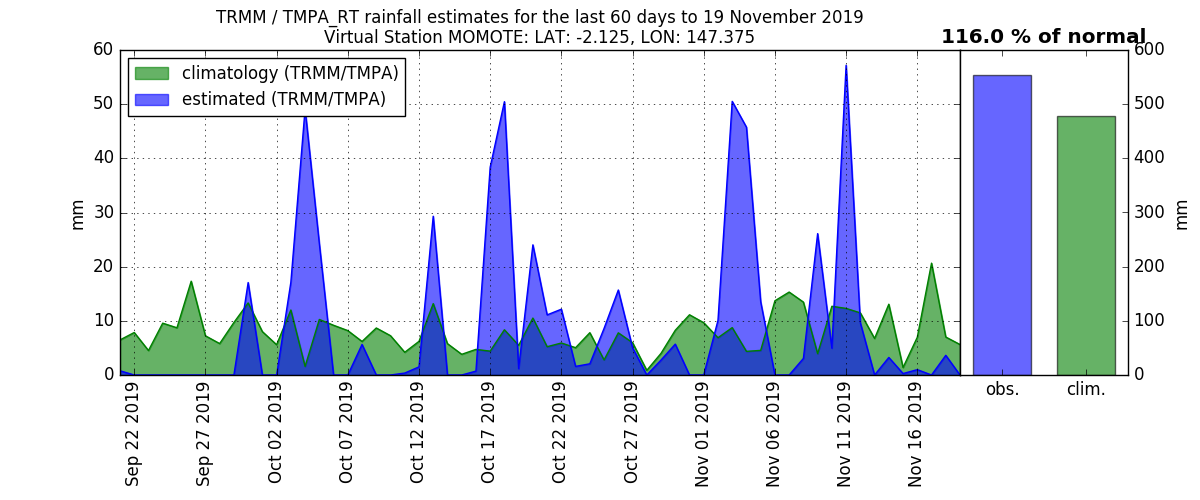 TRMM / TMPA_RT rainfall estimates for the last 60 days to 19 November 2019
Virtual Station MOMOTE: LAT: -2.125, LON: 147.375
116.0 % of normal
climatology (TRMM/TMPA)
estimated (TRMM/TMPA)
60
50
40
30
20
10
0
mm
600
500
400
300
200
100
0
mm
Sep 22 2019
Sep 27 2019
Oct 02 2019
Oct 07 2019
Oct 12 2019
Oct 17 2019
Oct 22 2019
Oct 27 2019
Nov 01 2019
Nov 06 2019
Nov 11 2019
Nov 16 2019
obs.
clim.